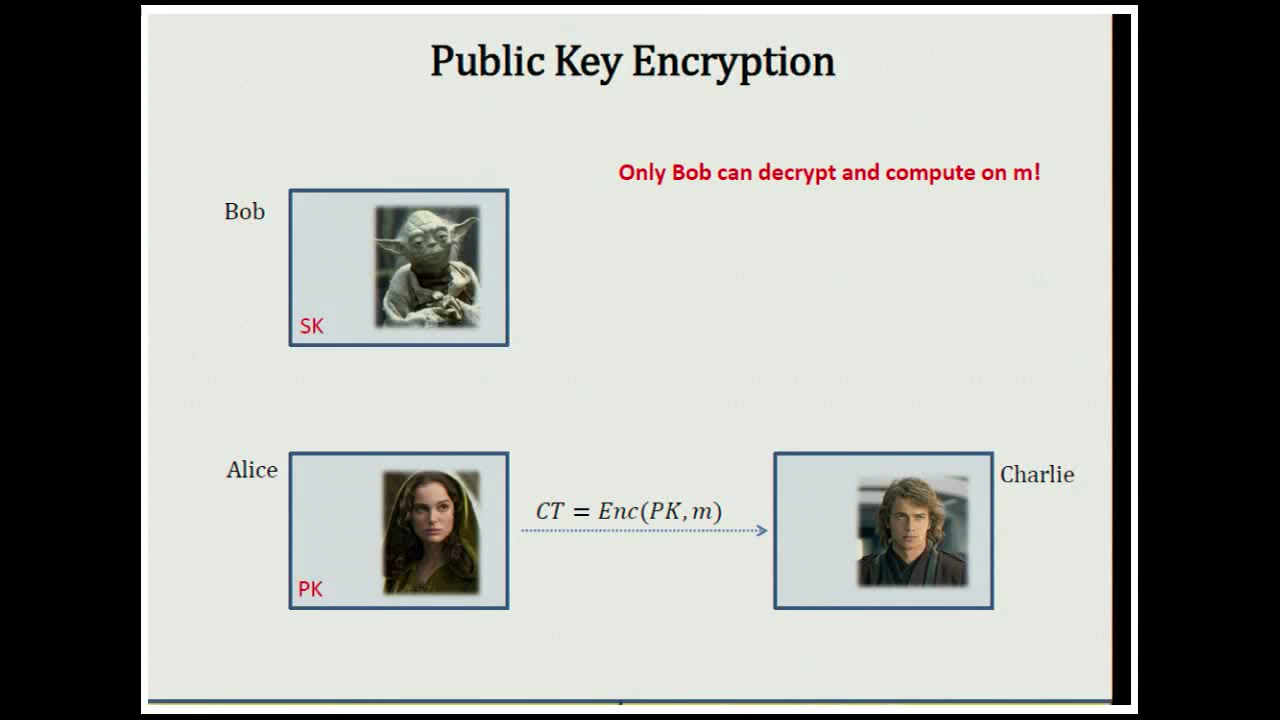 Public Key Encryption
Only Bob can decrypt and compute on m!
Bob
SK
Alice
CT = Enc(PK, m)
Charlie
PK